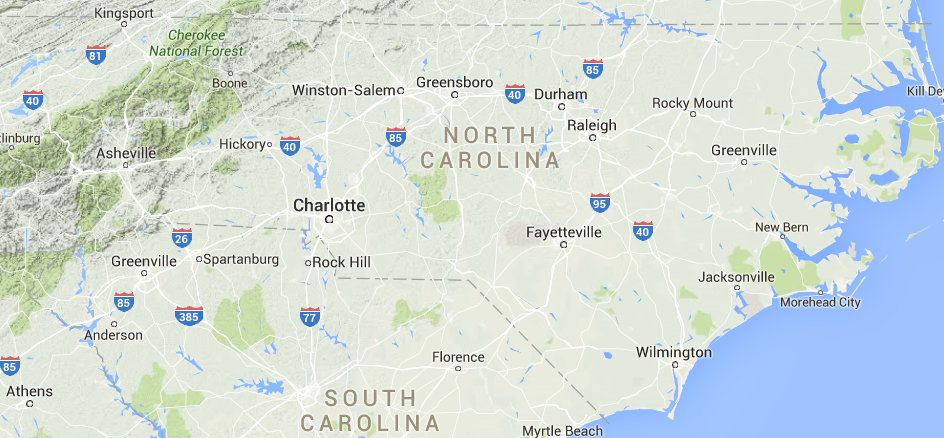 Kingsport
Cherokee
National Forest
81
Boone
40
Winston-Salem
Greensboro
40
85
Durham
Rocky Mount
Kill De
Raleigh
NORTH
CAROLINA
85
Hickory
40
tlinburg
Asheville
Greenville
Charlotte
95
40
Fayetteville
New Bern
26
Greenville
Spartanburg
Rock Hill
Jacksonville
Morehead City
85
385
77
Anderson
85
Athens
Florence
Wilmington
SOUTH
CAROLINA
Myrtle Beach